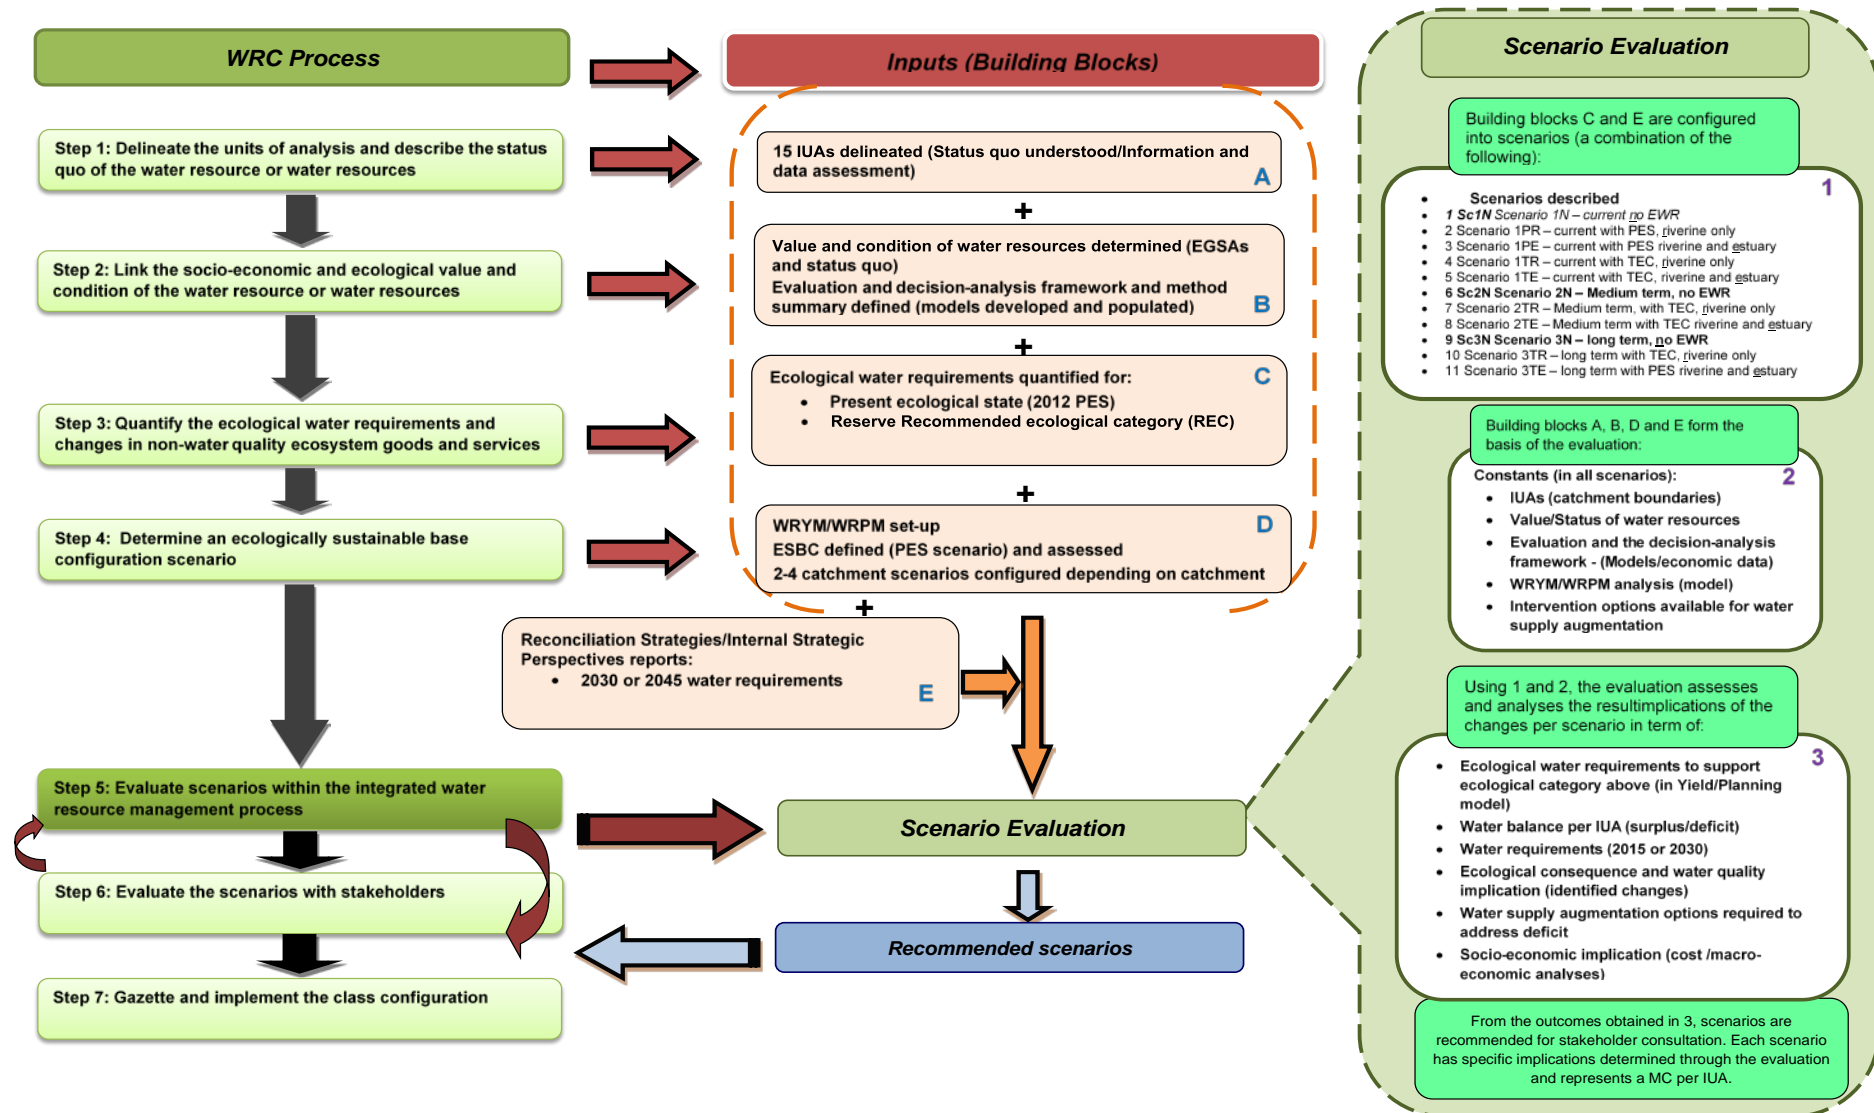 WRC Process
Step 1: Delineate the units of analysis and describe the status
quo of the water resource or water resources
Step 2: Link the socio-economic and ecological value and
condition of the water resource or water resources
Step 3: Quantify the ecological water requirements and
changes in non-water quality ecosystem goods and services
Step 4: Determine an ecologically sustainable base
configuration scenario
Step 5: Evaluate scenarios within the integrated water
resource management process
Step 6: Evaluate the scenarios with stakeholders
Step 7: Gazette and implement the class configuration
Inputs (Building Blocks)
15 IUAs delineated (Status quo understood/Information and
data assessment)
A
+
Value and condition of water resources determined (EGSAs
and status quo)
Evaluation and decision-analysis framework and method
summary defined (models developed and populated)
B
+
Ecological water requirements quantified for:
C
• Present ecological state (2012 PES)
• Reserve Recommended ecological category (REC)
+
WRYM/WRPM set-up
D
ESBC defined (PES scenario) and assessed
2-4 catchment scenarios configured depending on catchment
+
Reconciliation Strategies/Internal Strategic
Perspectives reports:
• 2030 or 2045 water requirements
E
Scenario Evaluation
Recommended scenarios
Scenario Evaluation
Building blocks C and E are configured
into scenarios (a combination of the
following):
1
• Scenarios described
• 1 Sc1N Scenario 1N – current no EWR
• 2 Scenario 1PR – current with PES, riverine only
• 3 Scenario 1PE – current with PES riverine and estuary
• 4 Scenario 1TR – current with TEC, riverine only
• 5 Scenario 1TE – current with TEC, riverine and estuary
• 6 Sc2N Scenario 2N – Medium term, no EWR
• 7 Scenario 2TR – Medium term, with TEC, riverine only
• 8 Scenario 2TE – Medium term with TEC riverine and estuary
• 9 Sc3N Scenario 3N – long term, no EWR
• 10 Scenario 3TR – long term with TEC, riverine only
• 11 Scenario 3TE – long term with PES riverine and estuary
Building blocks A, B, D and E form the
basis of the evaluation:
Constants (in all scenarios):
2
• IUAs (catchment boundaries)
• Value/Status of water resources
• Evaluation and the decision-analysis
framework - (Models/economic data)
• WRYM/WRPM analysis (model)
• Intervention options available for water
supply augmentation
Using 1 and 2, the evaluation assesses
and analyses the resultimplications of the
changes per scenario in term of:
3
• Ecological water requirements to support
ecological category above (in Yield/Planning
model)
• Water balance per IUA (surplus/deficit)
• Water requirements (2015 or 2030)
• Ecological consequence and water quality
implication (identified changes)
• Water supply augmentation options required to
address deficit
• Socio-economic implication (cost /macro-
economic analyses)
From the outcomes obtained in 3, scenarios are
recommended for stakeholder consultation. Each scenario
has specific implications determined through the evaluation
and represents a MC per IUA.